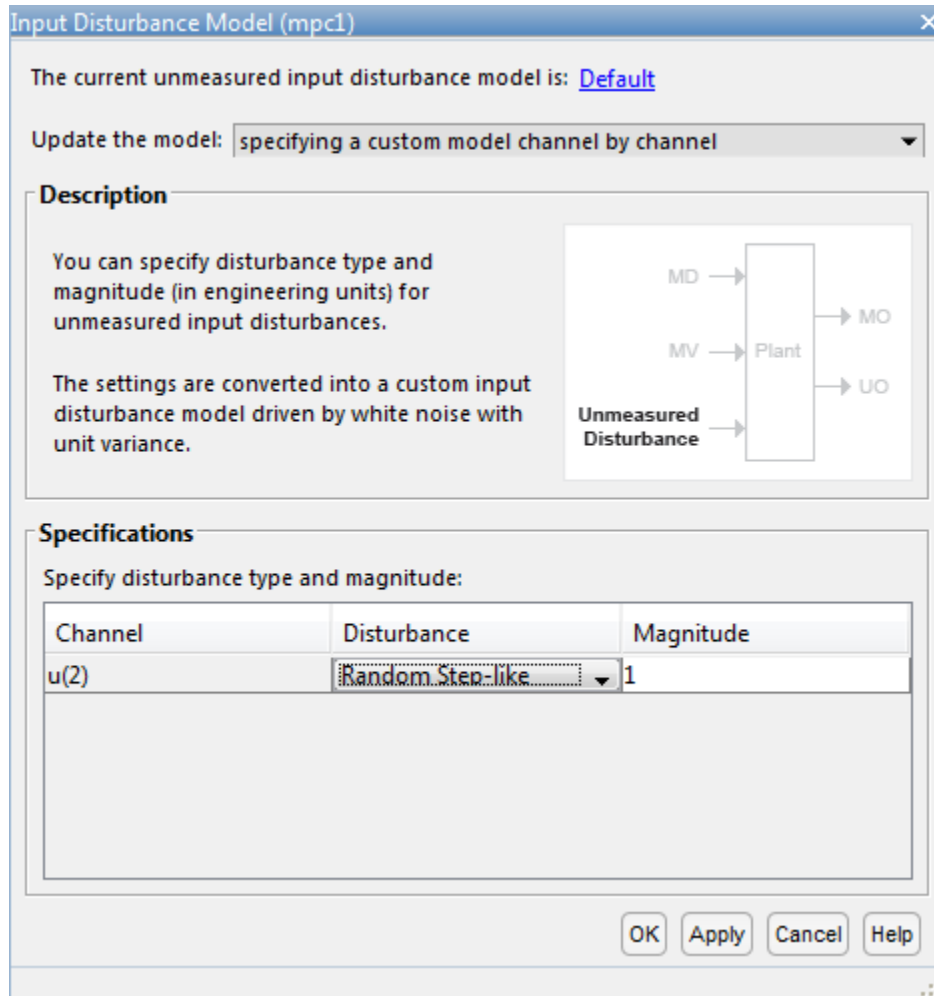 Input Disturbance Model (mpc1)
The current unmeasured input disturbance model is: Default
Update the model: specifying a custom model channel by channel
Description
You can specify disturbance type and
magnitude (in engineering units) for
unmeasured input disturbances.
The settings are converted into a custom input
disturbance model driven by white noise with
unit variance.
MD
MO
MV
Plant
UO
Unmeasured
Disturbance
Specifications
Specify disturbance type and magnitude:
Channel Disturbance Magnitude
u(2) Random Step-like 1
OK Apply Cancel Help